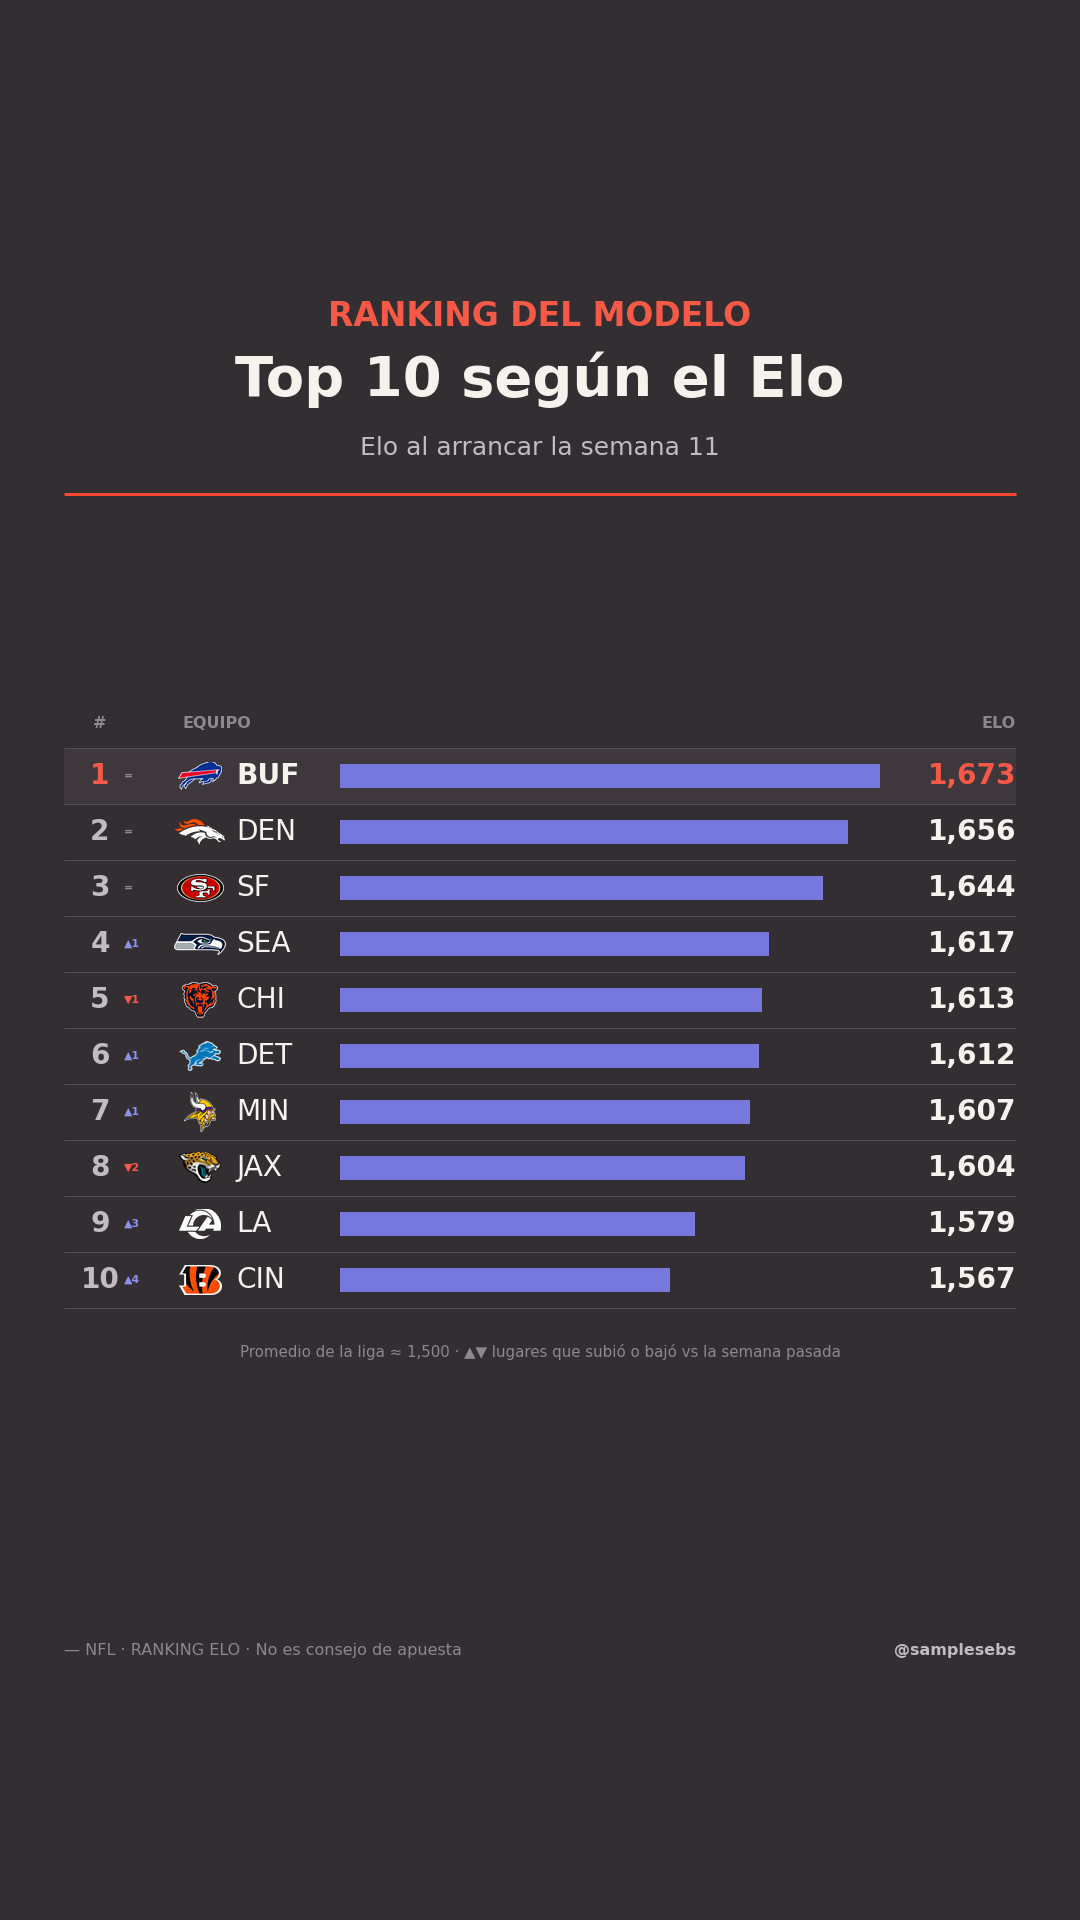 RANKING DEL MODELO
Top 10 según el Elo
Elo al arrancar la semana 11
# EQUIPO ELO
1 = BUF 1,673
2 = DEN 1,656
3 = SF 1,644
4 ▲1 SEA 1,617
5 ▼1 CHI 1,613
6 ▲1 DET 1,612
7 ▲1 MIN 1,607
8 ▼2 JAX 1,604
9 ▲3 LA 1,579
10 ▲4 CIN 1,567
Promedio de la liga ≈ 1,500 · ▲▼ lugares que subió o bajó vs la semana pasada
— NFL · RANKING ELO · No es consejo de apuesta @samplesebs